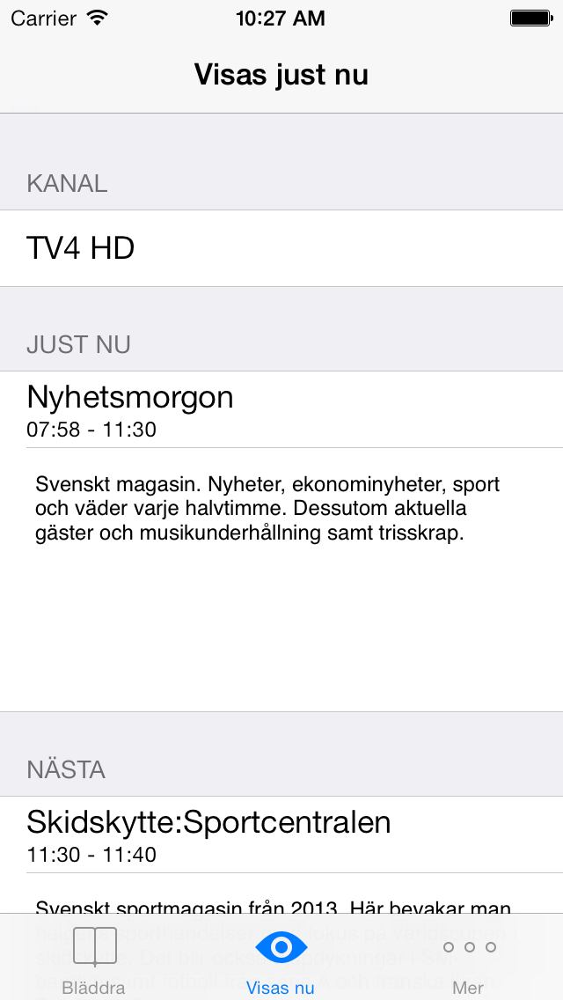 Carrier
10:27 AM
Visas just nu
KANAL
TV4 HD
JUST NU
Nyhetsmorgon
07:58 - 11:30
Svenskt magasin. Nyheter, ekonominyheter, sport
och väder varje halvtimme. Dessutom aktuella
gäster och musikunderhållning samt trisskrap.
NÄSTA
Skidskytte:Sportcentralen
11:30 - 11:40
Svenskt sportmagasin från 2013. Här bevakar man
Bläddra
Visas nu
Mer